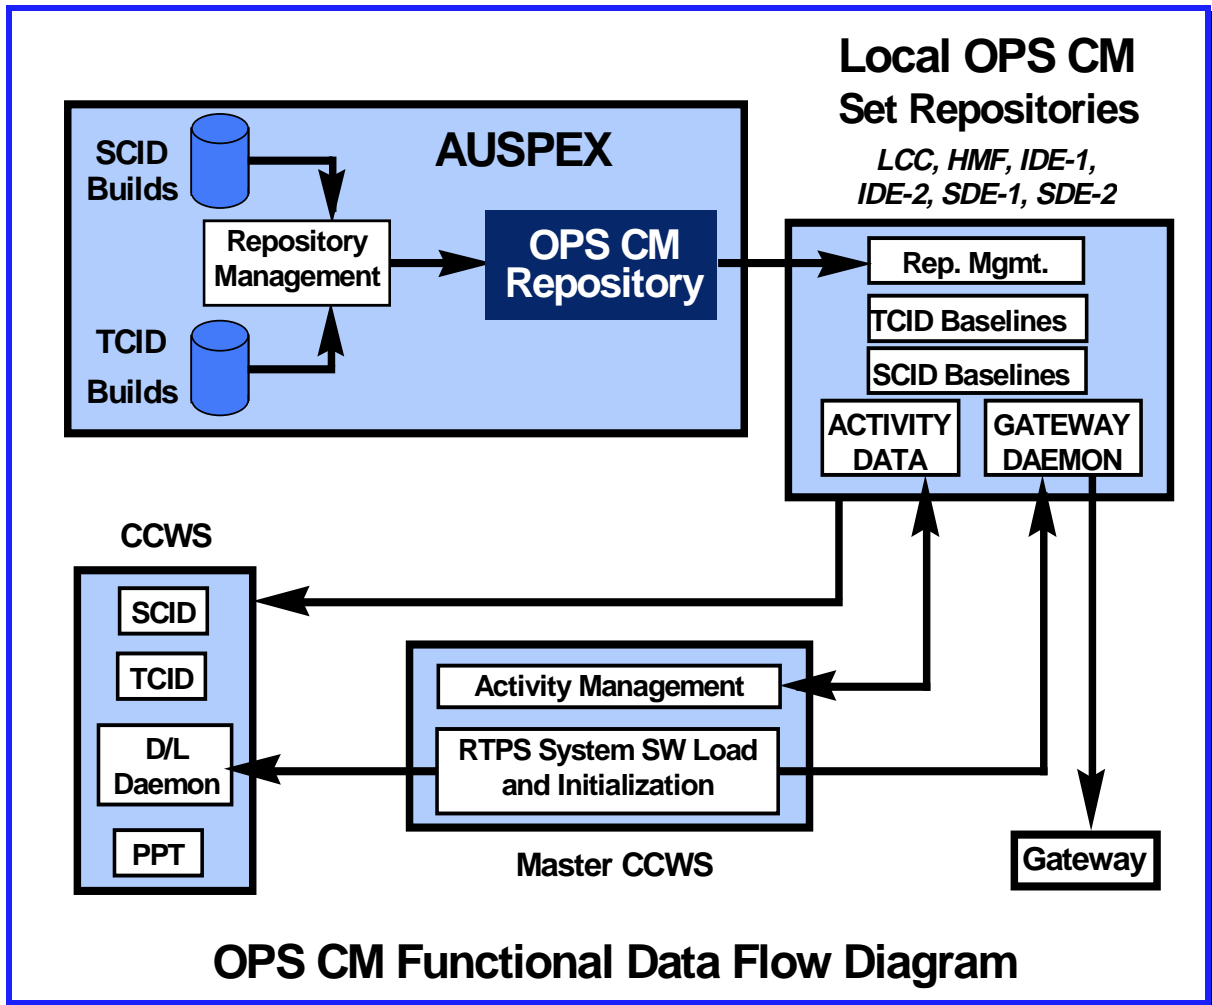 Local OPS CM
Set Repositories
LCC, HMF, IDE-1,
IDE-2, SDE-1, SDE-2
AUSPEX
SCID
Builds
Repository
Management
OPS CM
Repository
TCID
Builds
Rep. Mgmt.
TCID Baselines
SCID Baselines
ACTIVITY
DATA
GATEWAY
DAEMON
CCWS
SCID
TCID
D/L
Daemon
PPT
Activity Management
RTPS System SW Load
and Initialization
Master CCWS
Gateway
OPS CM Functional Data Flow Diagram